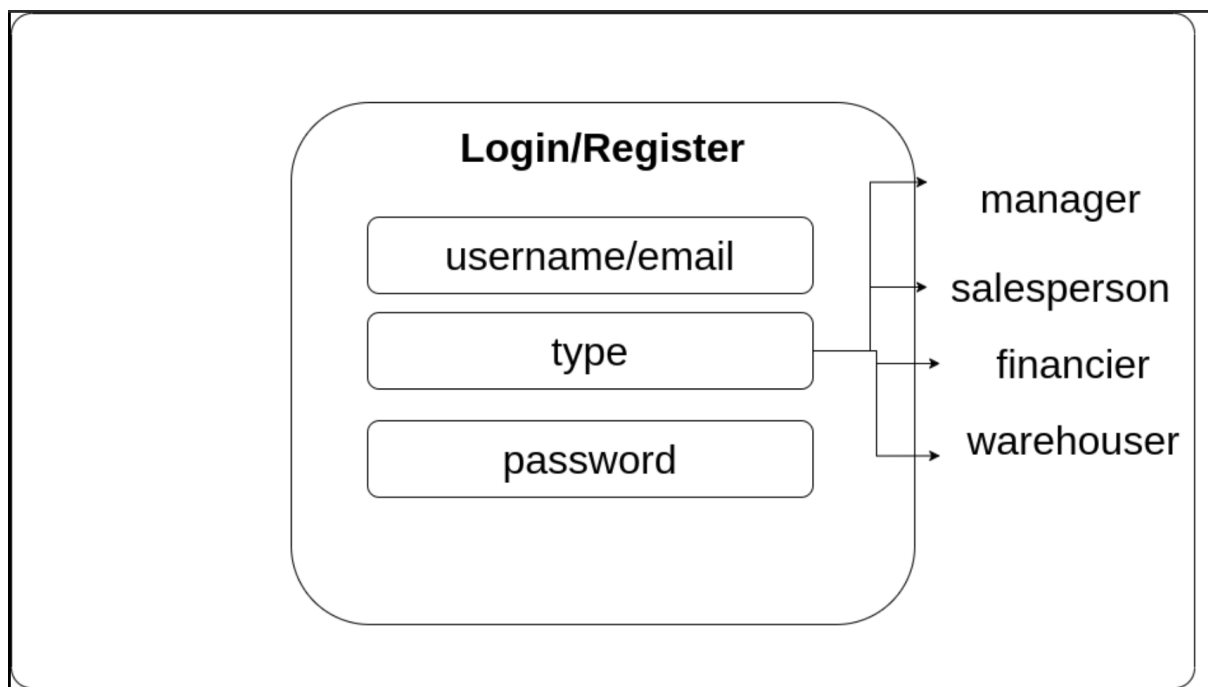 Login/Register
username/email
type
password
manager
salesperson
financier
warehouser